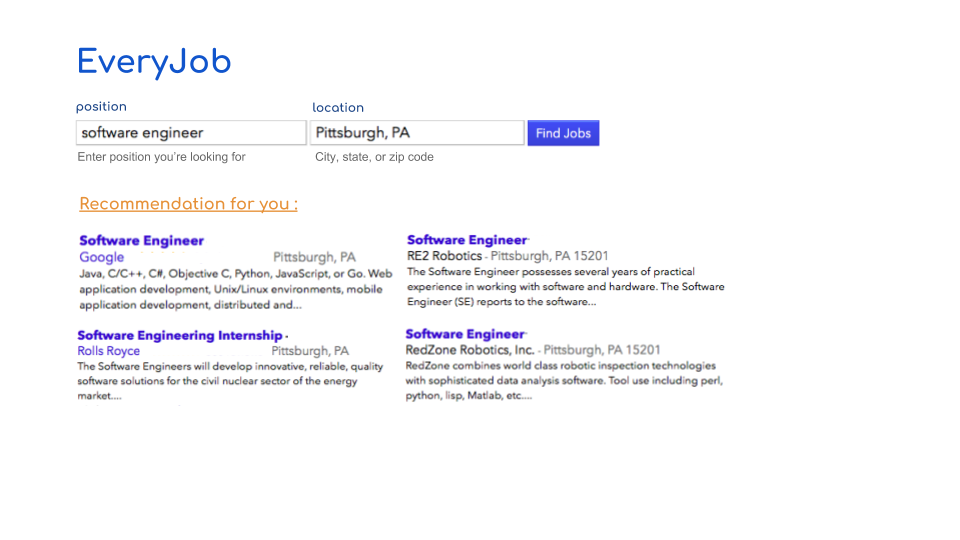 EveryJob
position
location
software engineer
Pittsburgh, PA
Find Jobs
Enter position you're looking for
City, state, or zip code
Recommendation for you :
Software Engineer
Google Pittsburgh, PA
Java, C/C++, C#, Objective C, Python, JavaScript, or Go. Web
application development, Unix/Linux environments, mobile
application development, distributed and...
Software Engineer
RE2 Robotics - Pittsburgh, PA 15201
The Software Engineer possesses several years of practical
experience in working with software and hardware. The Software
Engineer (SE) reports to the software...
Software Engineering Internship -
Rolls Royce Pittsburgh, PA
The Software Engineers will develop innovative, reliable, quality
software solutions for the civil nuclear sector of the energy
market....
Software Engineer
RedZone Robotics, Inc. - Pittsburgh, PA 15201
RedZone combines world class robotic inspection technologies
with sophisticated data analysis software. Tool use including perl,
python, lisp, Matlab, etc....